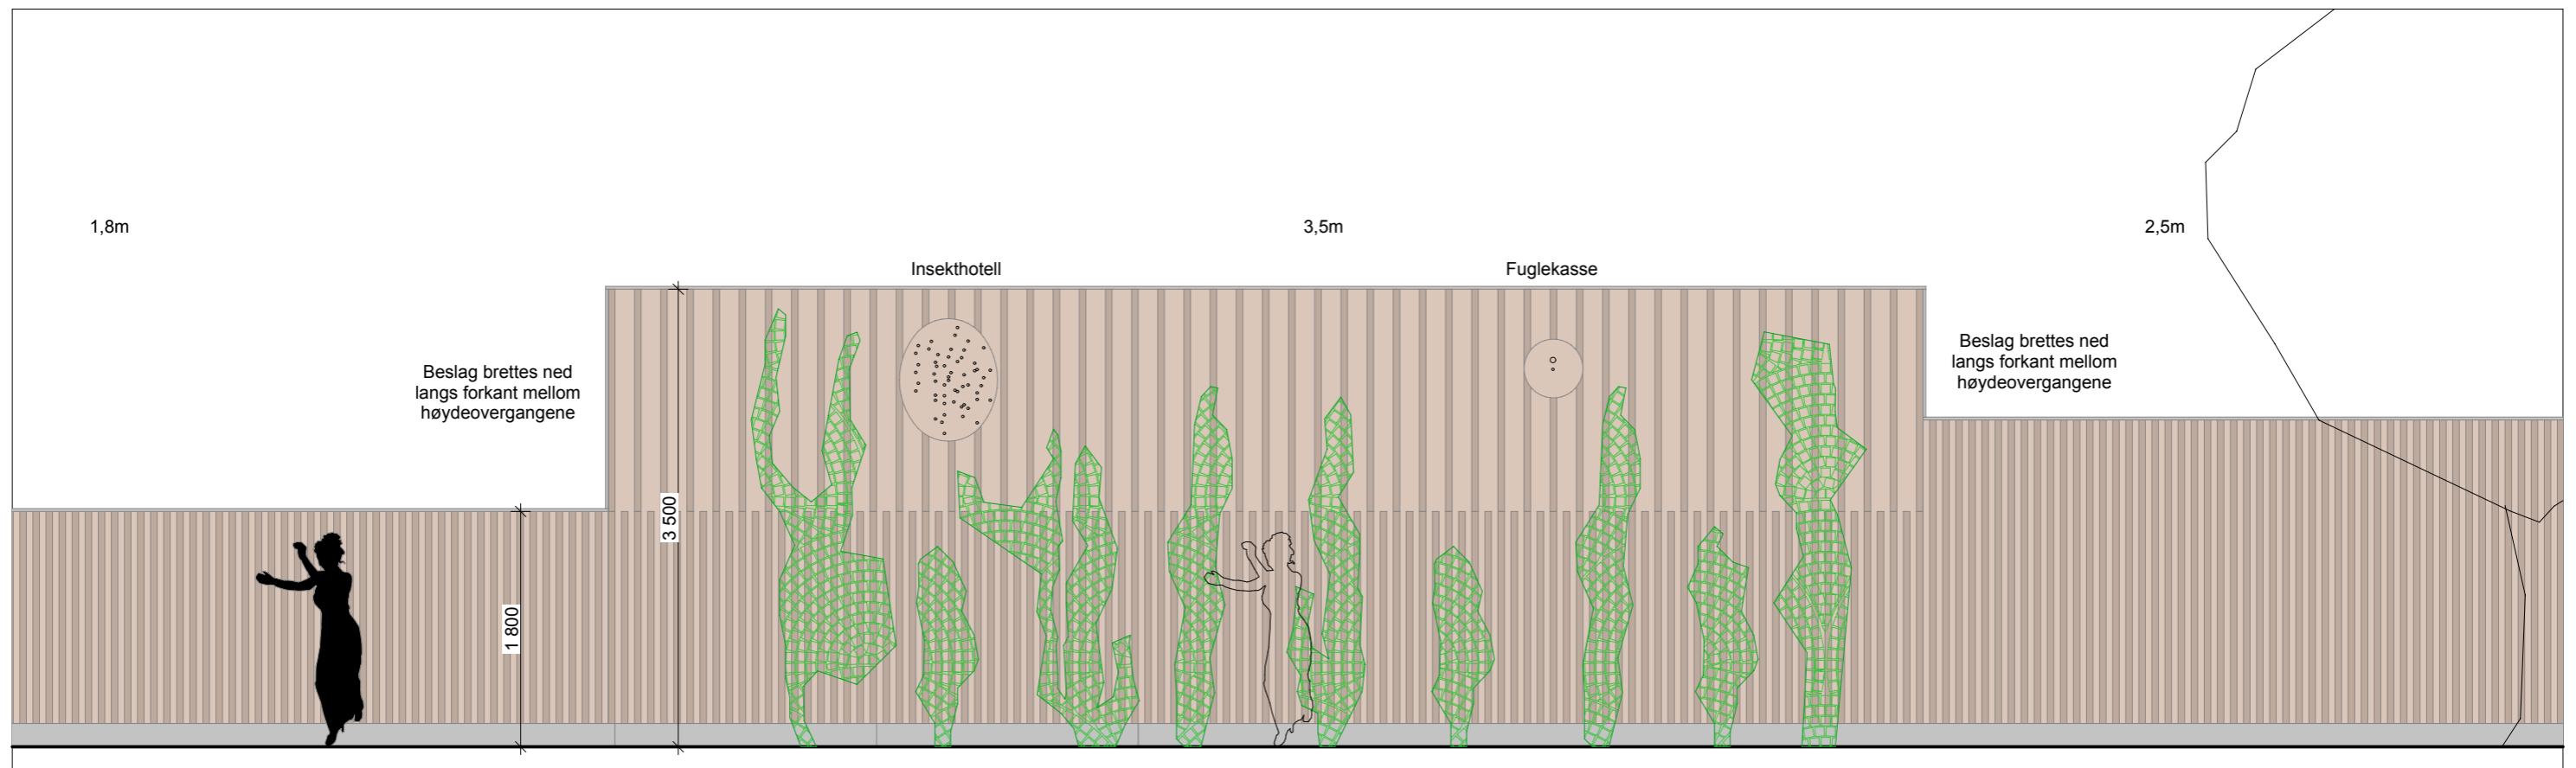 1,8m
3,5m
2,5m
Insekthotell
Fuglekasse
Beslag brettes ned
langs forkant mellom
høydeovergangene
Beslag brettes ned
langs forkant mellom
høydeovergangene
3 500
1 800